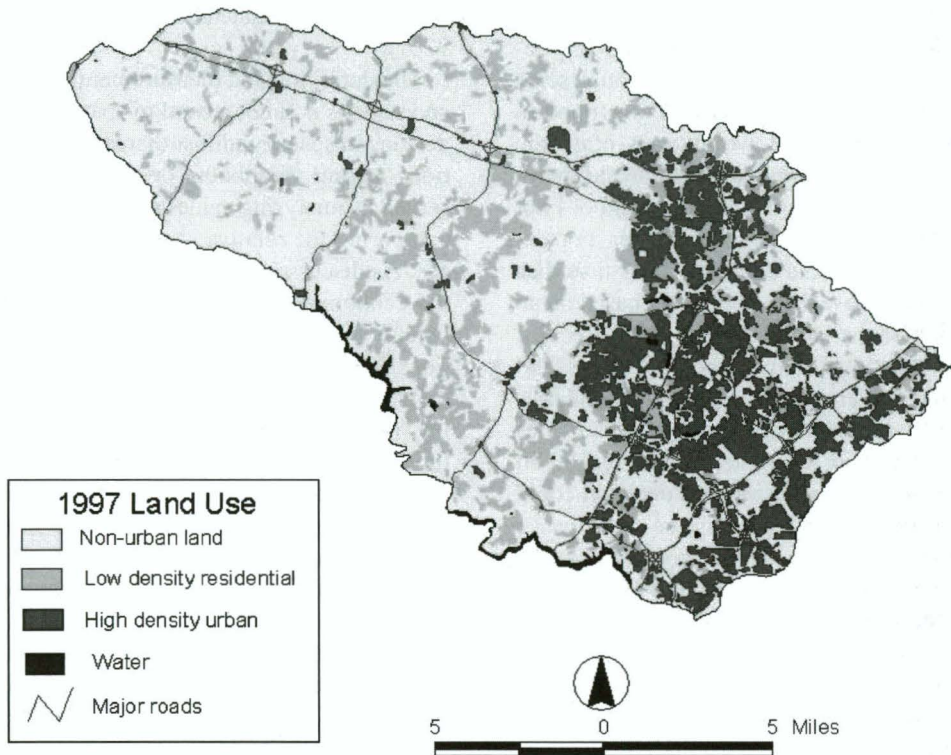 1997 Land Use
Non-urban land
Low density residential
High density urban
Water
Major roads
5 0 5 Miles